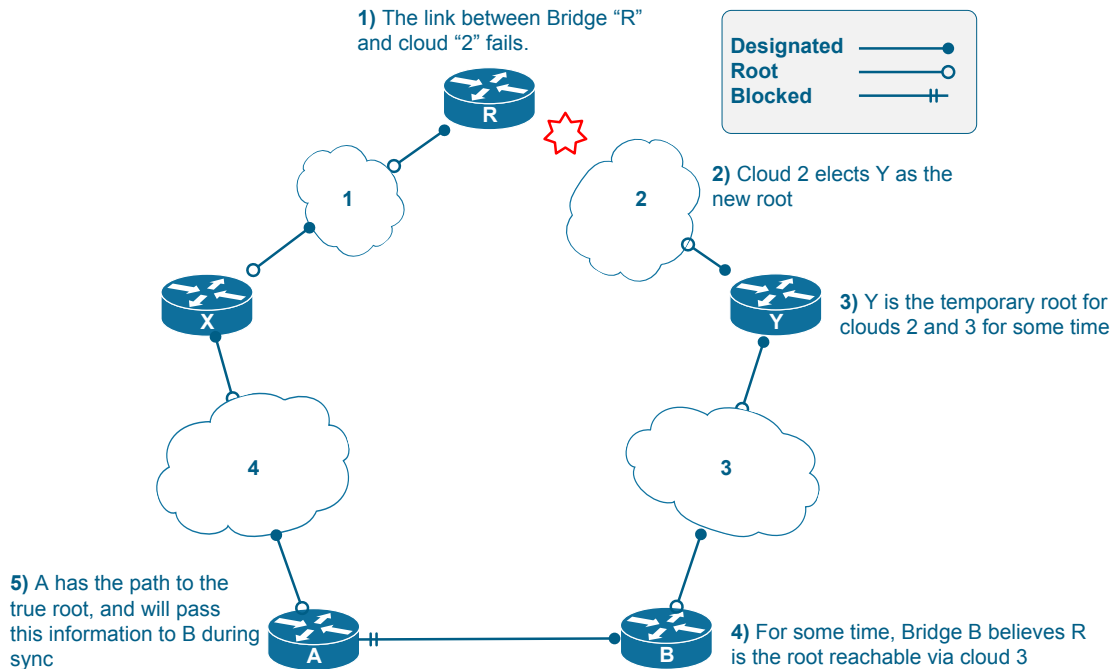 1) The link between Bridge “R”
and cloud “2” fails.
Designated
Root
Blocked
R
1
2
2) Cloud 2 elects Y as the
new root
X
Y
3) Y is the temporary root for
clouds 2 and 3 for some time
4
3
5) A has the path to the
true root, and will pass
this information to B during
sync
A
B
4) For some time, Bridge B believes R
is the root reachable via cloud 3